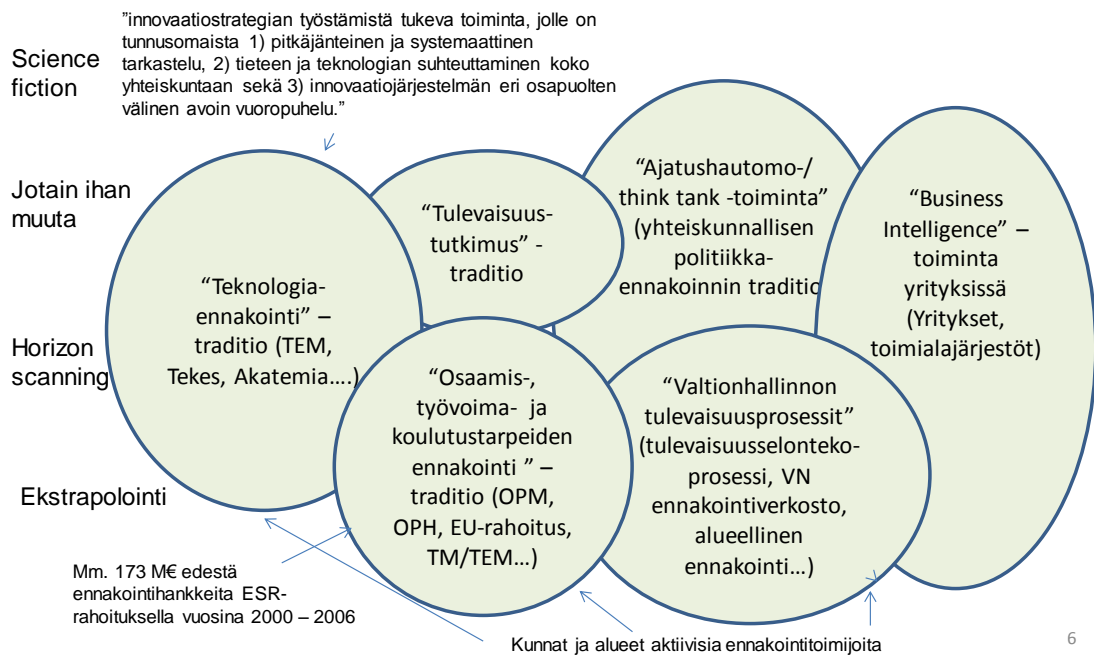 ”innovaatiostrategian työstämistä tukeva toiminta, jolle on
tunnusomaista 1) pitkäjänteinen ja systemaattinen
tarkastelu, 2) tieteen ja teknologian suhteuttaminen koko
yhteiskuntaan sekä 3) innovaatiojärjestelmän eri osapuolten
välinen avoin vuoropuhelu.”
Science
fiction
Jotain ihan
muuta
Horizon
scanning
Ekstrapolointi
“Teknologia-
ennakointi” –
traditio (TEM,
Tekes, Akatemia….)
“Tulevaisuus-
tutkimus” -
traditio
“Ajatushautomo-/
think tank -toiminta”
(yhteiskunnallisen
politiikka-
ennakoinnin traditio
“Business
Intelligence” –
toiminta
yrityksissä
(Yritykset,
toimialajärjestöt)
“Osaamis-,
työvoima- ja
koulutustarpeiden
ennakointi ” –
traditio (OPM,
OPH, EU-rahoitus,
TM/TEM…)
“Valtionhallinnon
tulevaisuusprosessit”
(tulevaisuusselonteko-
prosessi, VN
ennakointiverkosto,
alueellinen
ennakointi…)
Mm. 173 M€ edestä
ennakointihankkeita ESR-
rahoituksella vuosina 2000 – 2006
Kunnat ja alueet aktiivisia ennakointitoimijoita
6